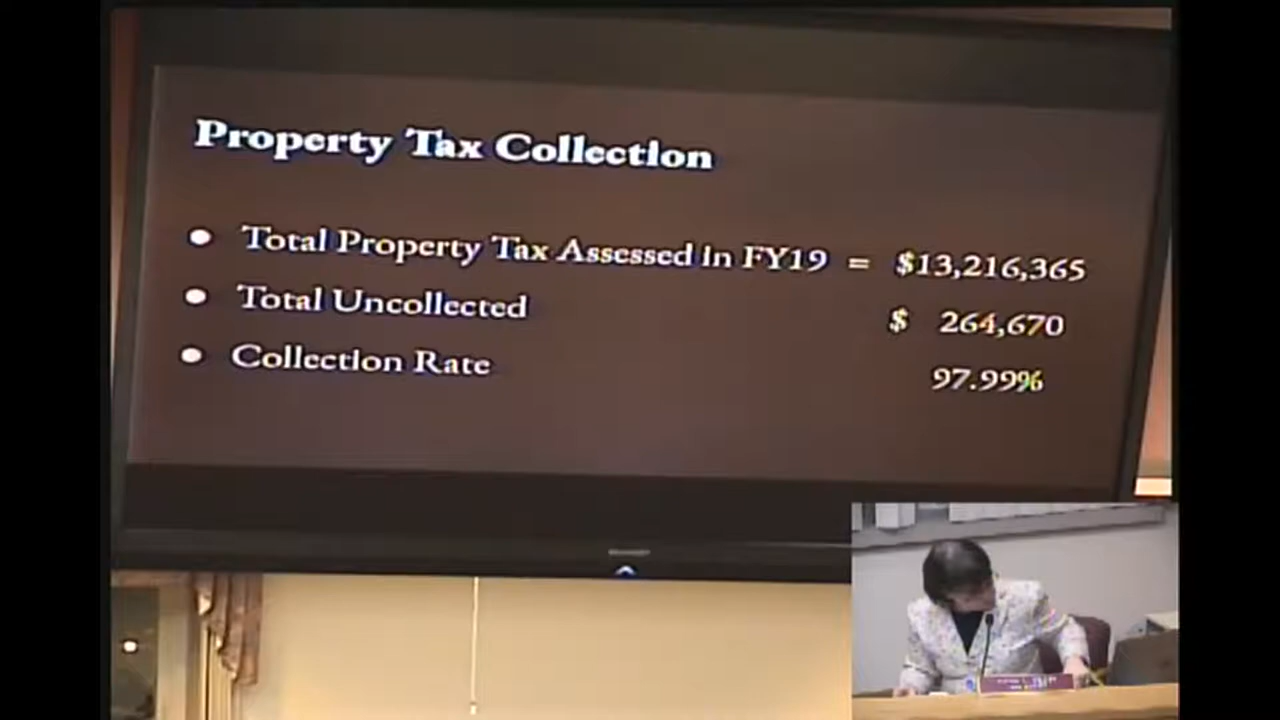 Property Tax Collection
• Total Property Tax Assessed in FY19 = $13,216,365
• Total Uncollected $ 264,670
• Collection Rate 97.99%